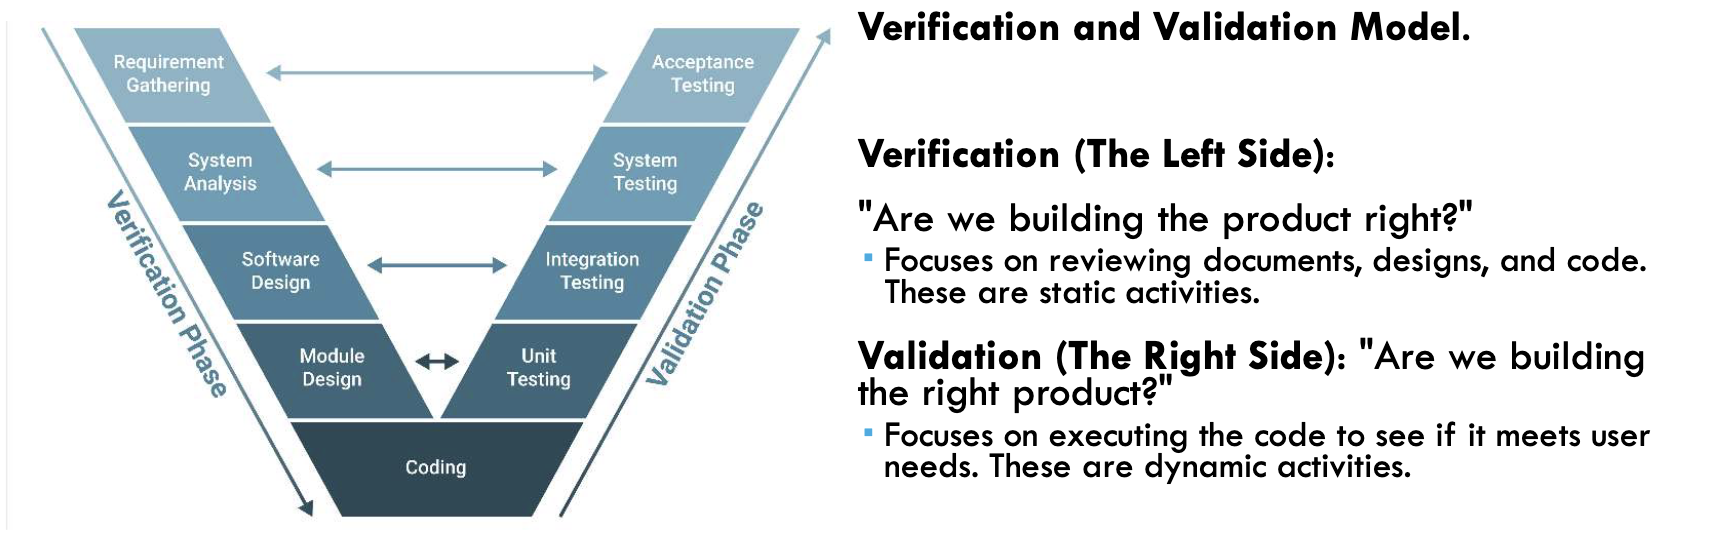 Requirement
Gathering
Acceptance
Testing
System
Analysis
System
Testing
Software
Design
Integration
Testing
Module
Design
Unit
Testing
Coding
Verification Phase
Validation Phase
Verification and Validation Model.
Verification (The Left Side):
"Are we building the product right?"
▪ Focuses on reviewing documents, designs, and code.
These are static activities.
Validation (The Right Side): "Are we building
the right product?"
▪ Focuses on executing the code to see if it meets user
needs. These are dynamic activities.